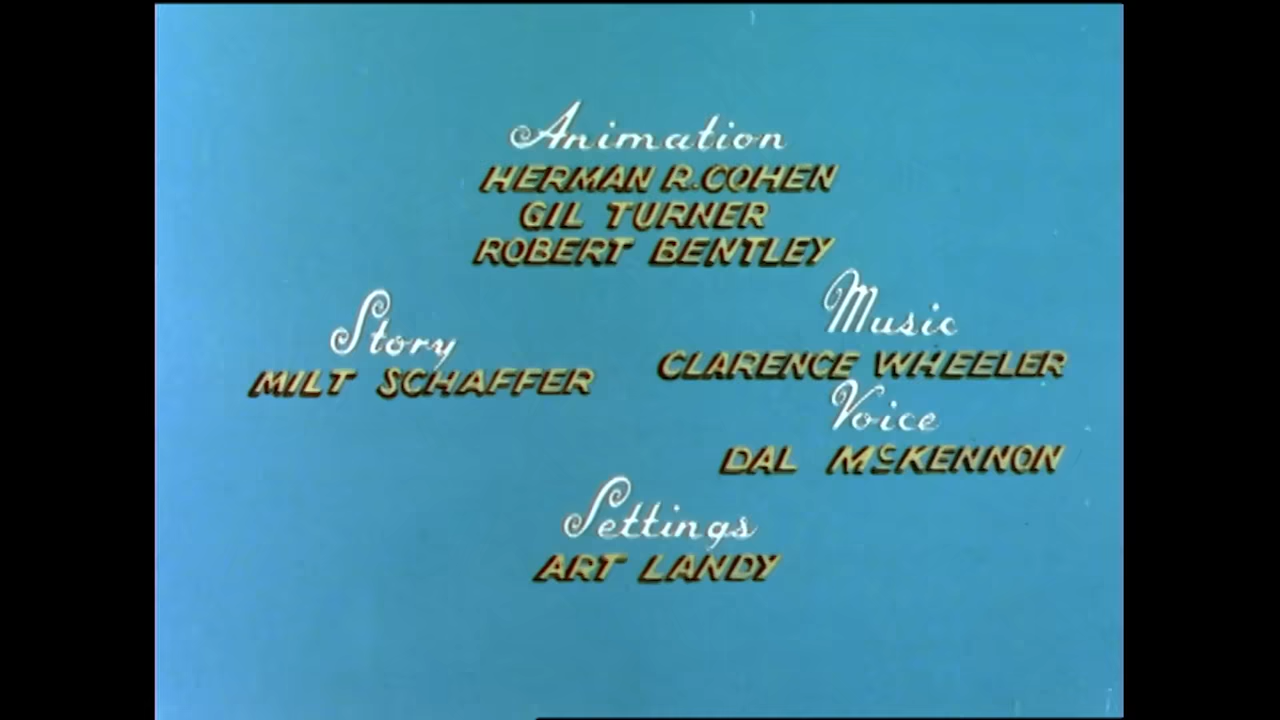 Animation
HERMAN R. COHEN
GIL TURNER
ROBERT BENTLEY
Story
MILT SCHAFFER
Music
CLARENCE WHEELER
Voice
DAL McKENNON
Settings
ART LANDY